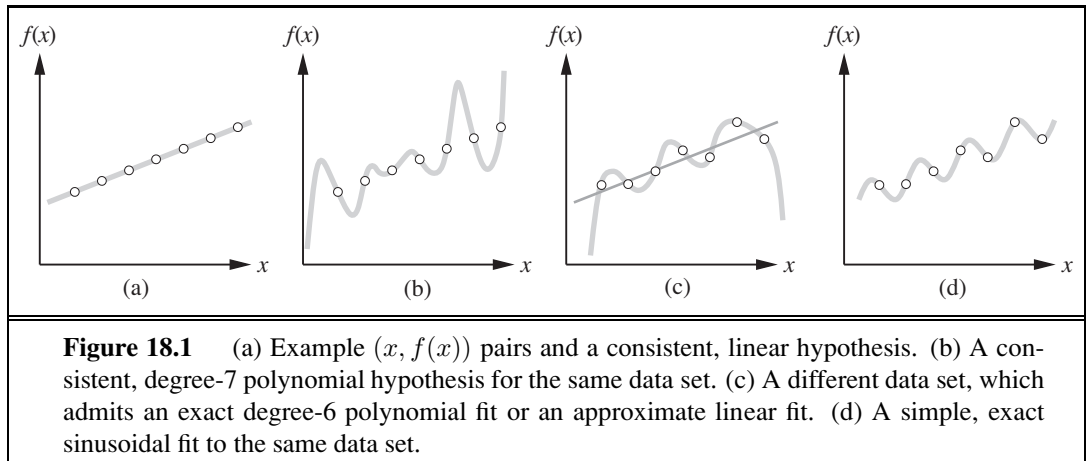 f(x) f(x) f(x) f(x)
x x x x
(a) (b) (c) (d)
Figure 18.1 (a) Example (x, f(x)) pairs and a consistent, linear hypothesis. (b) A con-
sistent, degree-7 polynomial hypothesis for the same data set. (c) A different data set, which
admits an exact degree-6 polynomial fit or an approximate linear fit. (d) A simple, exact
sinusoidal fit to the same data set.